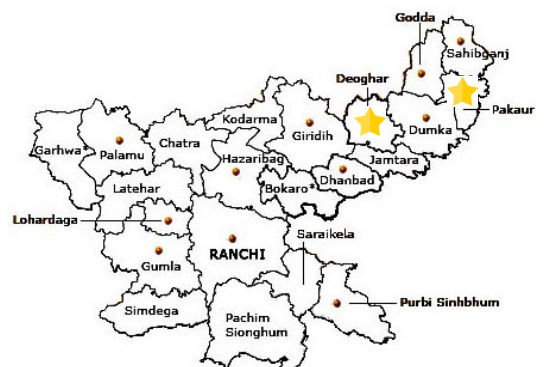 Godda
Sahibganj
Deoghar
Pakaur
Kodarma
Giridih
Dumka
Garhwa*
Palamu
Chatra
Hazaribag
Jamtara
Latehar
Bokaro*
Dhanbad
Lohardaga
Saraikela
RANCHI
Gumla
Simdega
Pachim
Sionghum
Purbi Sinhbhum